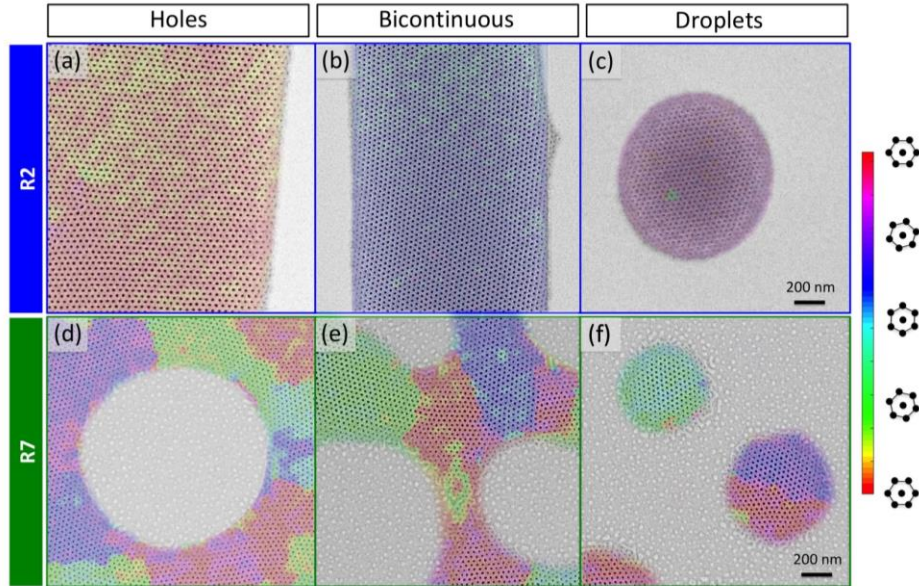 Holes Bicontinuous Droplets
R2
(a) (b) (c)
200 nm
R7
(d) (e) (f)
200 nm